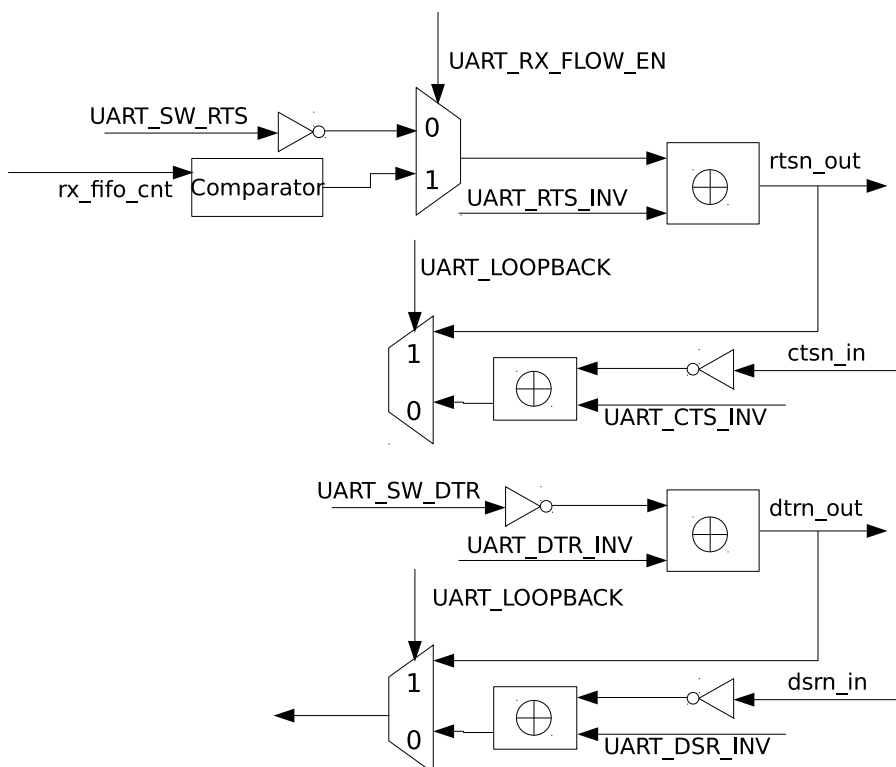 UART_RX_FLOW_EN
UART_SW_RTS
0
rtsn_out
rx_fifo_cnt
Comparator
1
UART_RTS_INV
UART_LOOPBACK
1
ctsn_in
0
UART_CTS_INV
UART_SW_DTR
dtrn_out
UART_DTR_INV
UART_LOOPBACK
1
dsrn_in
0
UART_DSR_INV